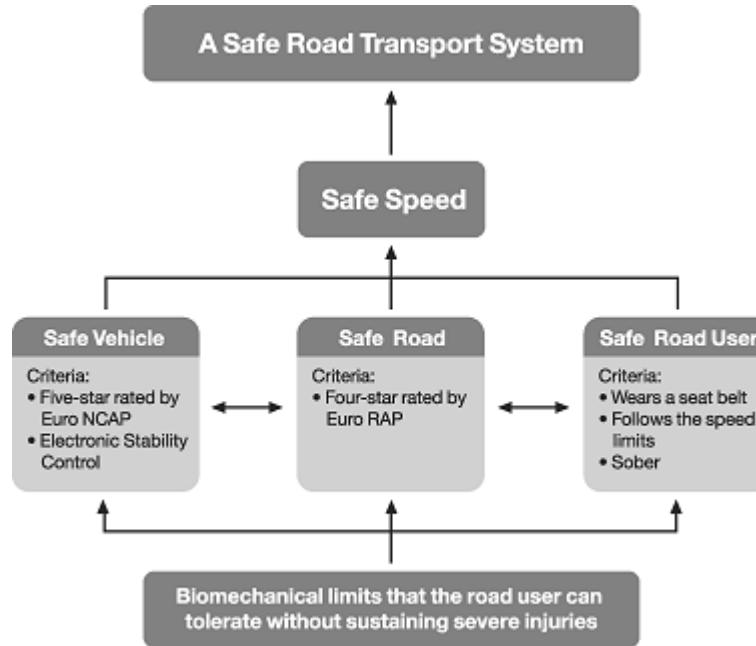 A Safe Road Transport System
Safe Speed
Safe Vehicle
Criteria:
• Five-star rated by
Euro NCAP
• Electronic Stability
Control
Safe Road
Criteria:
• Four-star rated by
Euro RAP
Safe Road User
Criteria:
• Wears a seat belt
• Follows the speed
limits
• Sober
Biomechanical limits that the road user can
tolerate without sustaining severe injuries